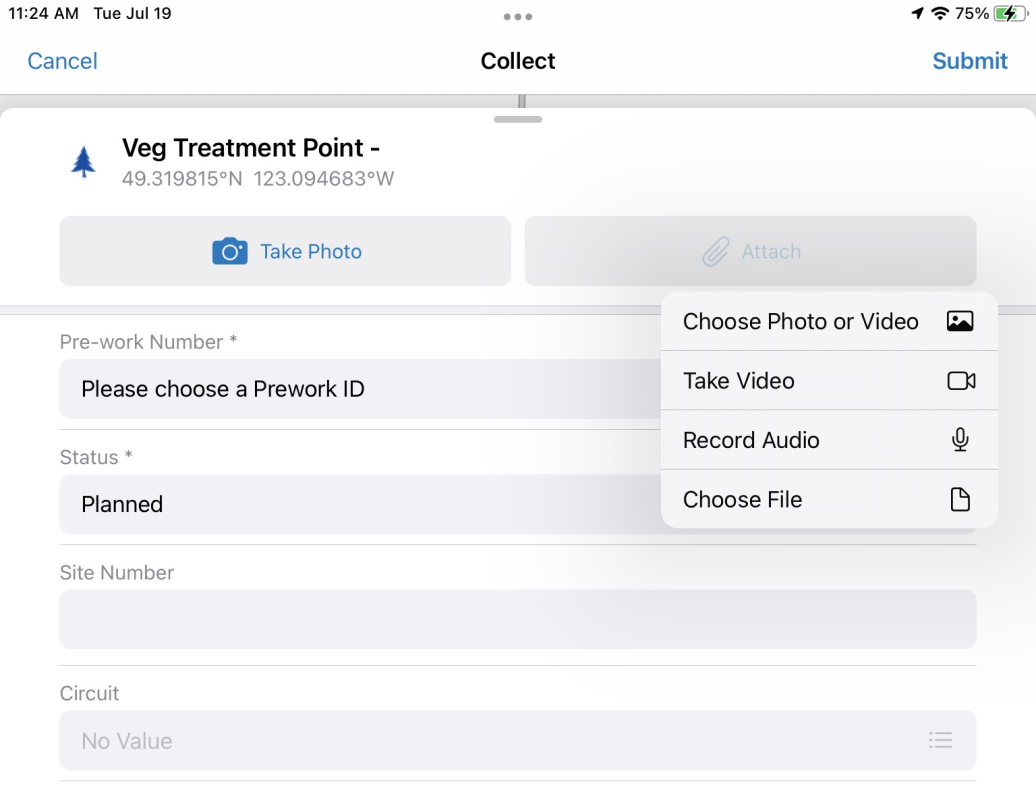 11:24 AM Tue Jul 19
75%
Cancel
Collect
Submit
Veg Treatment Point -
49.319815°N 123.094683°W
Take Photo
Attach
Choose Photo or Video
Take Video
Record Audio
Choose File
Pre-work Number *
Please choose a Prework ID
Status *
Planned
Site Number
Circuit
No Value